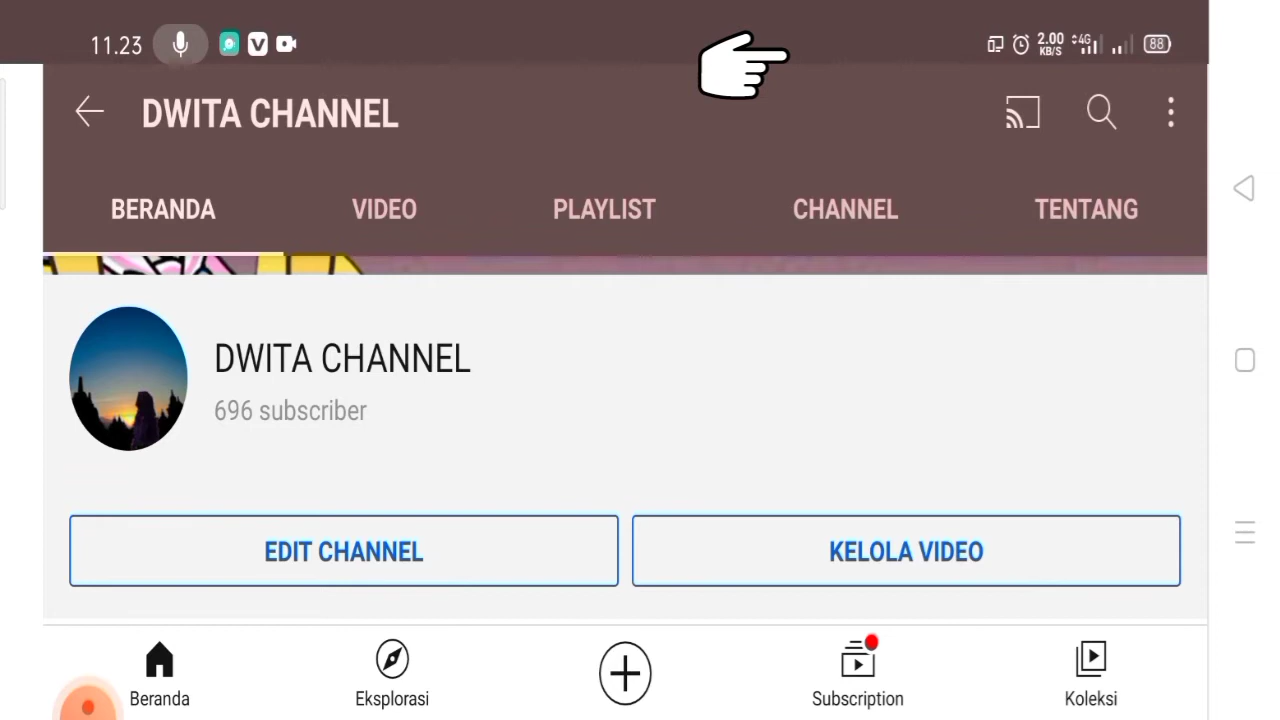 11.23 V 2.00 KB/S 4G 88
DWITA CHANNEL
BERANDA VIDEO PLAYLIST CHANNEL TENTANG
DWITA CHANNEL
696 subscriber
EDIT CHANNEL KELOLA VIDEO
Beranda Eksplorasi Subscription Koleksi